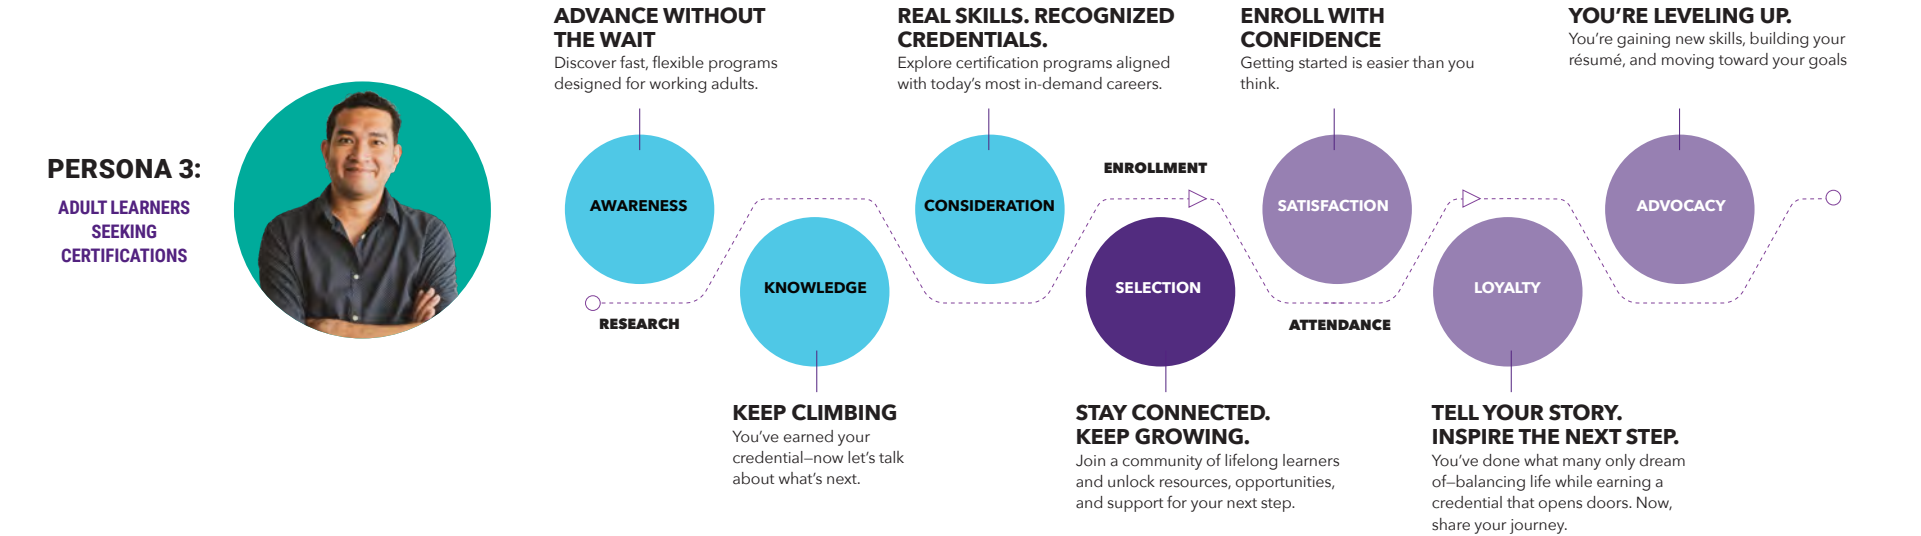 PERSONA 3:
ADULT LEARNERS
SEEKING
CERTIFICATIONS
ADVANCE WITHOUT
THE WAIT
Discover fast, flexible programs
designed for working adults.
REAL SKILLS. RECOGNIZED
CREDENTIALS.
Explore certification programs aligned
with today's most in-demand careers.
ENROLL WITH
CONFIDENCE
Getting started is easier than you
think.
YOU'RE LEVELING UP.
You're gaining new skills, building your
résumé, and moving toward your goals
AWARENESS
KNOWLEDGE
CONSIDERATION
SELECTION
SATISFACTION
LOYALTY
ADVOCACY
RESEARCH
ENROLLMENT
ATTENDANCE
KEEP CLIMBING
You've earned your
credential—now let's talk
about what's next.
STAY CONNECTED.
KEEP GROWING.
Join a community of lifelong learners
and unlock resources, opportunities,
and support for your next step.
TELL YOUR STORY.
INSPIRE THE NEXT STEP.
You've done what many only dream
of—balancing life while earning a
credential that opens doors. Now,
share your journey.